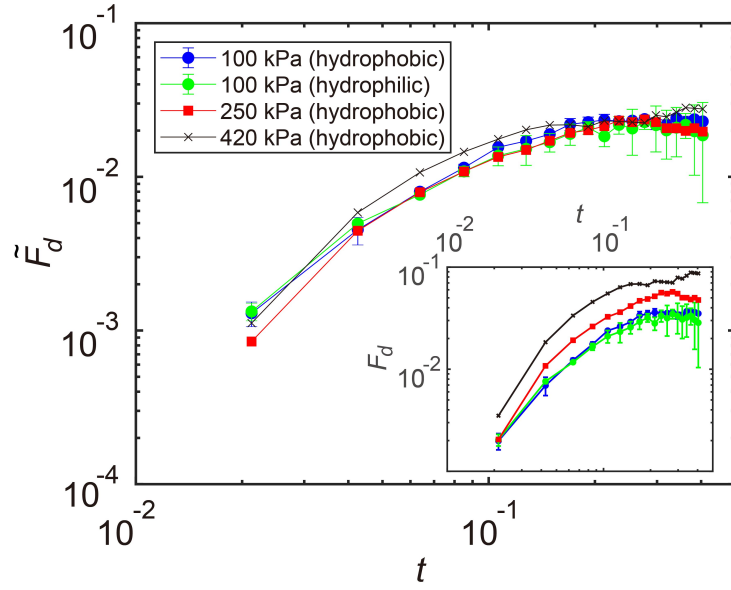 10⁻¹
100 kPa (hydrophobic)
100 kPa (hydrophilic)
250 kPa (hydrophobic)
420 kPa (hydrophobic)
10⁻²
F̃_d
10⁻³
10⁻⁴
10⁻² 10⁻¹
t
t
10⁻² 10⁻¹
10⁻¹
F_d
10⁻²